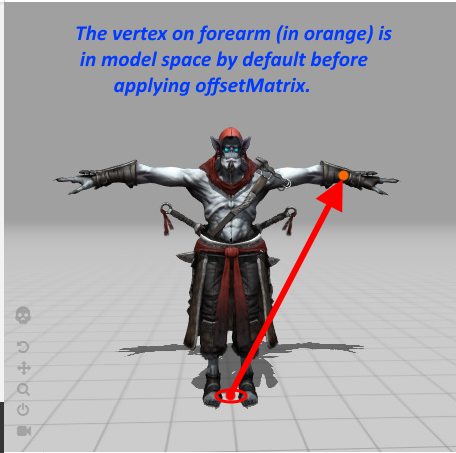 The vertex on forearm (in orange) is
in model space by default before
applying offsetMatrix.